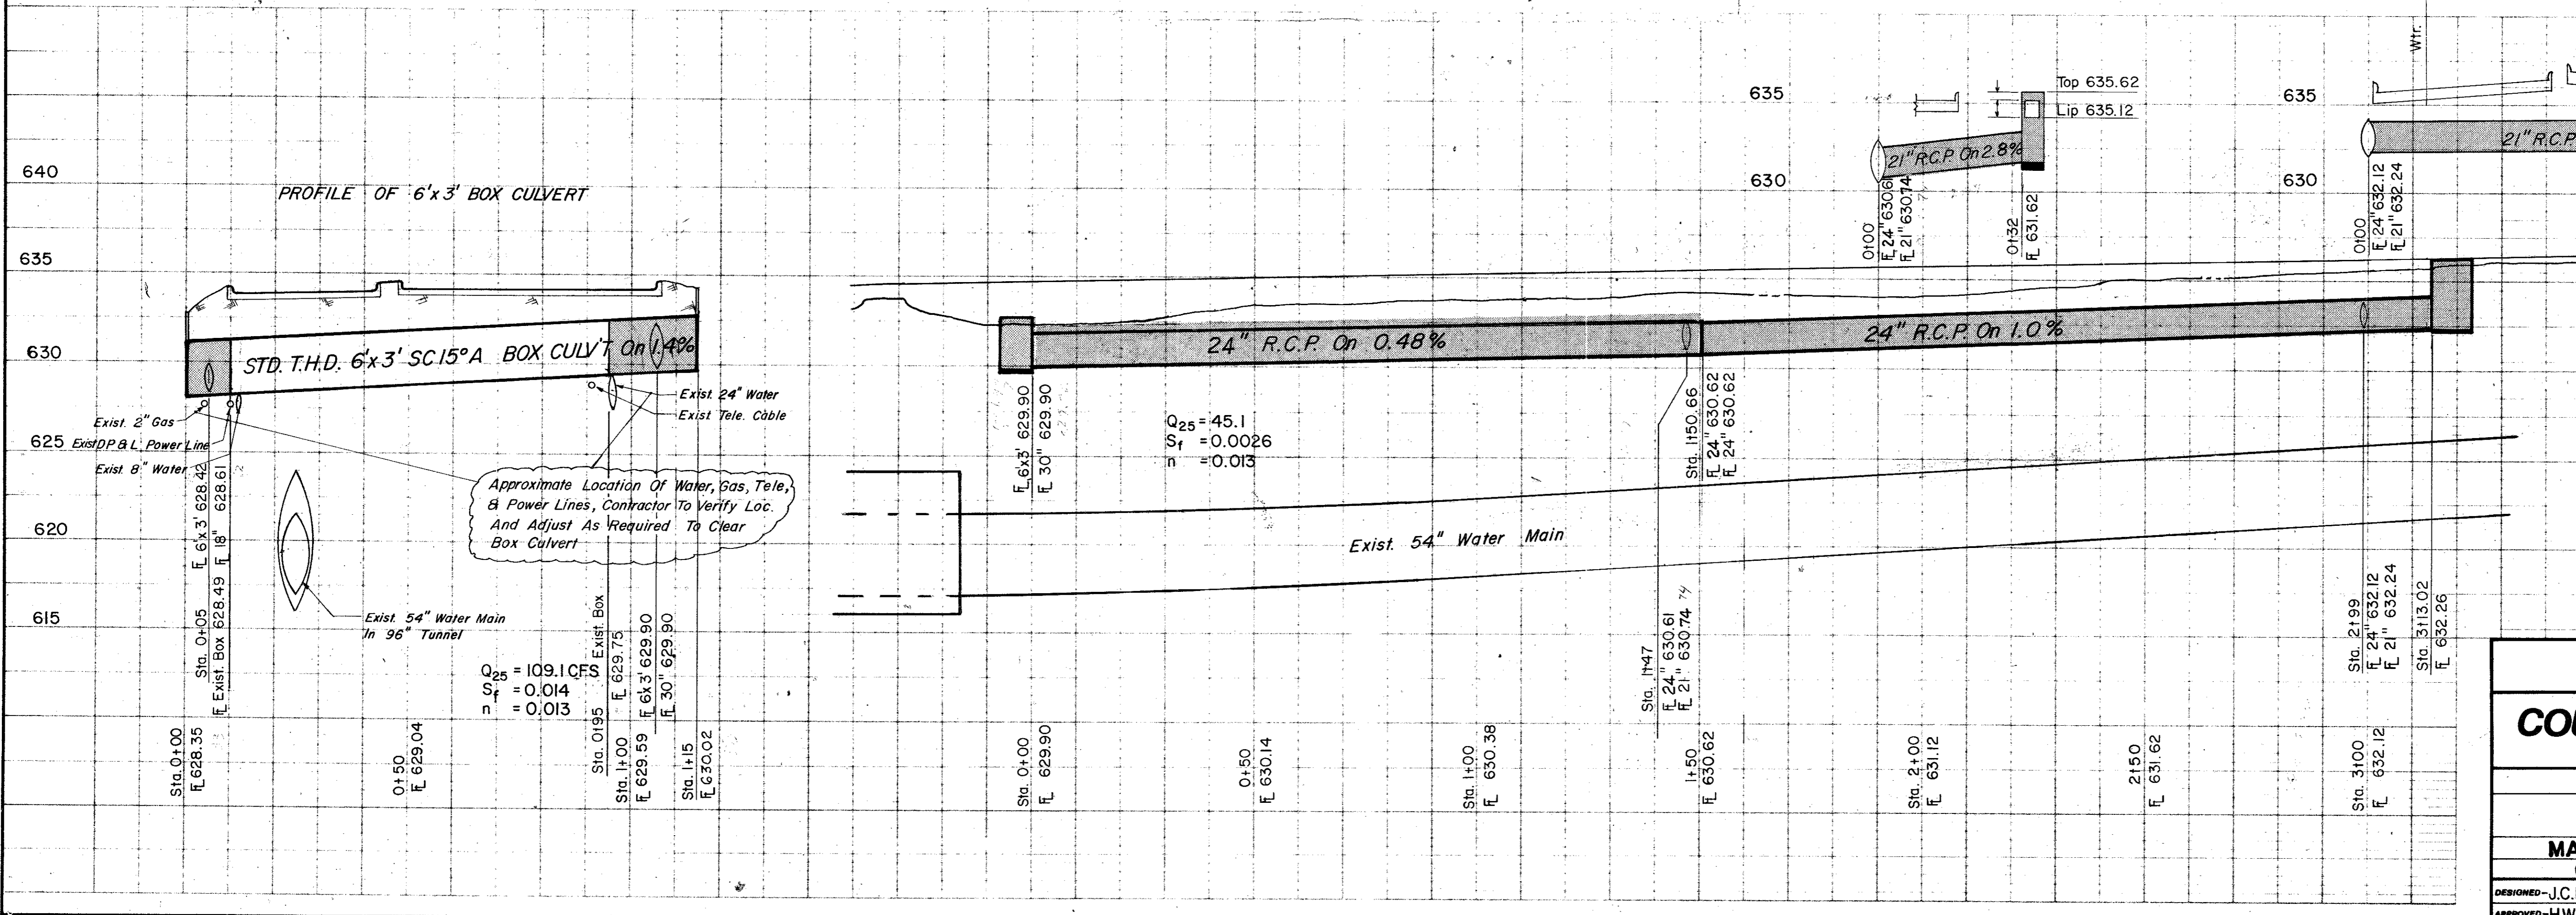 PROFILE OF 6'x3' BOX CULVERT
640
635
630
625
620
615
STD. T.H.D. 6'x3' SC15°A BOX CULV'T On 1.4%
Exist. 2" Gas
Exist DP & L Power Line
Exist. 8" Water
Exist. 24" Water
Exist Tele. Cable
Approximate Location Of Water, Gas, Tele,
& Power Lines, Contractor To Verify Loc.
And Adjust As Required To Clear
Box Culvert
Exist. 54" Water Main
In 96" Tunnel
Q25 = 109.1 CFS
Sf = 0.014
n = 0.013
Sta. 0+00
FL 628.35
Sta. 0+05
FL 6'x3' 628.42
FL Exist. Box 628.49
FL 18" 628.61
0+50
FL 629.04
Sta. 0+95 Exist. Box
FL 629.75
Sta. 1+00
FL 629.59
FL 6'x3' 629.90
FL 30" 629.90
Sta. 1+15
FL 630.02
24" R.C.P. On 0.48%
24" R.C.P. On 1.0%
FL 6'x3' 629.90
FL 30" 629.90
Q25 = 45.1
Sf = 0.0026
n = 0.013
Exist. 54" Water Main
Sta. 1+50.66
FL 24" 630.62
FL 24" 630.62
Sta. 1+47
FL 24" 630.61
FL 21" 630.74
74
Sta. 2+99
FL 24" 632.12
FL 21" 632.24
Sta. 3+13.02
FL 632.26
Sta. 0+00
FL 629.90
0+50
FL 630.14
Sta. 1+00
FL 630.38
1+50
FL 630.62
Sta. 2+00
FL 631.12
2+50
FL 631.62
Sta. 3+00
FL 632.12
635
630
Top 635.62
Lip 635.12
21" R.C.P. On 2.8%
0+00
FL 24" 630.61
FL 21" 630.74
0+32
FL 631.62
635
630
Wtr.
21" R.C.P
0+00
FL 24" 632.12
FL 21" 632.24
COU
MA
DESIGNED-J.C.
APPROVED-H.W